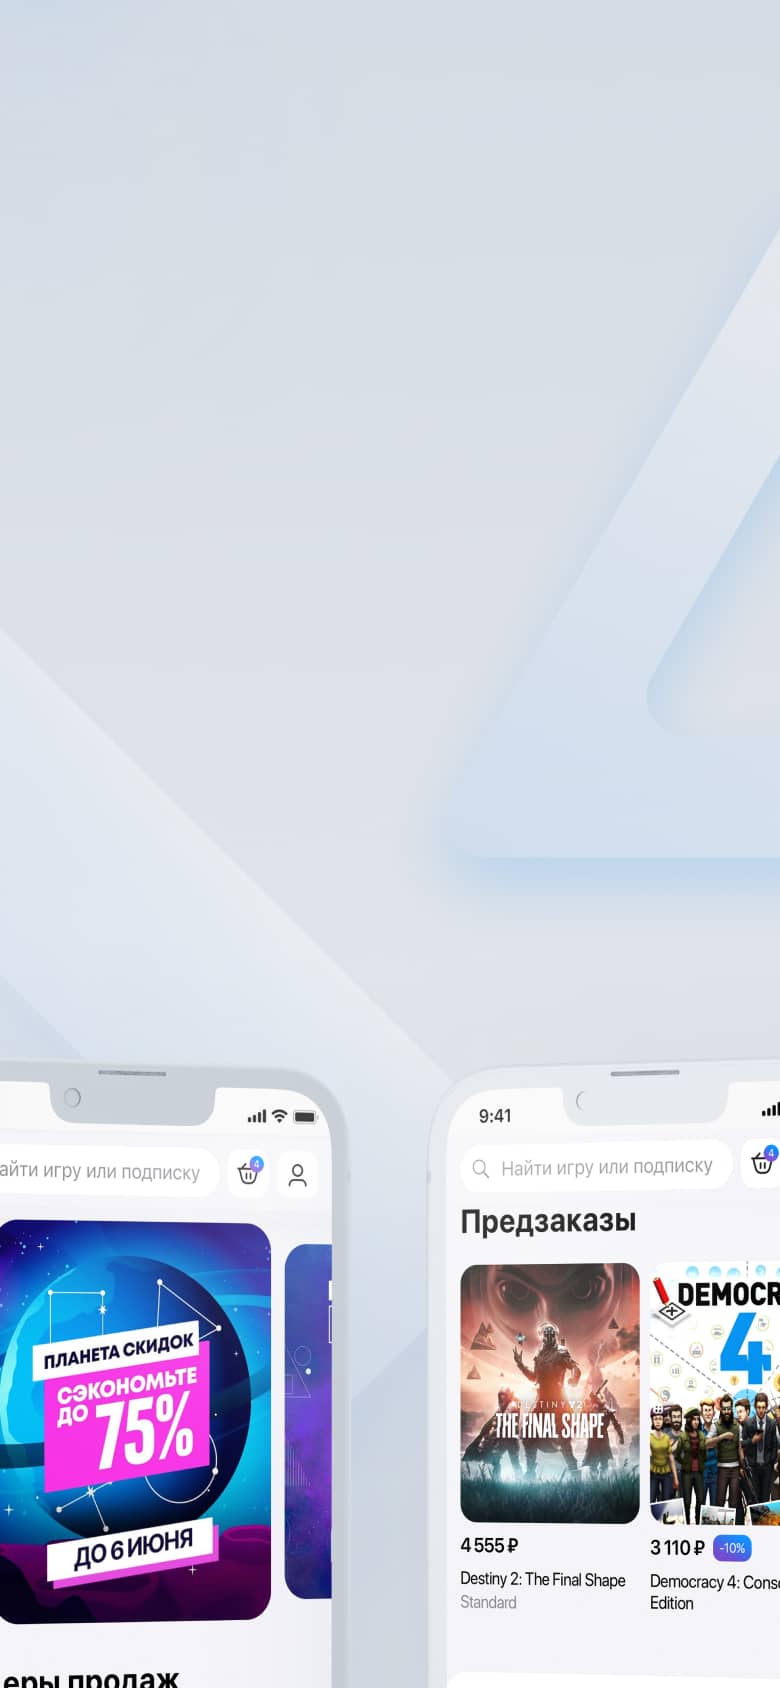 айти игру или подписку
4
ПЛАНЕТА СКИДОК
СЭКОНОМЬТЕ
ДО 75%
ДО 6 ИЮНЯ
еры продаж
9:41
Найти игру или подписку
4
Предзаказы
DESTINY 2
THE FINAL SHAPE
DEMOCR
4
4 555 ₽
3 110 ₽ -10%
Destiny 2: The Final Shape
Standard
Democracy 4: Conso
Edition